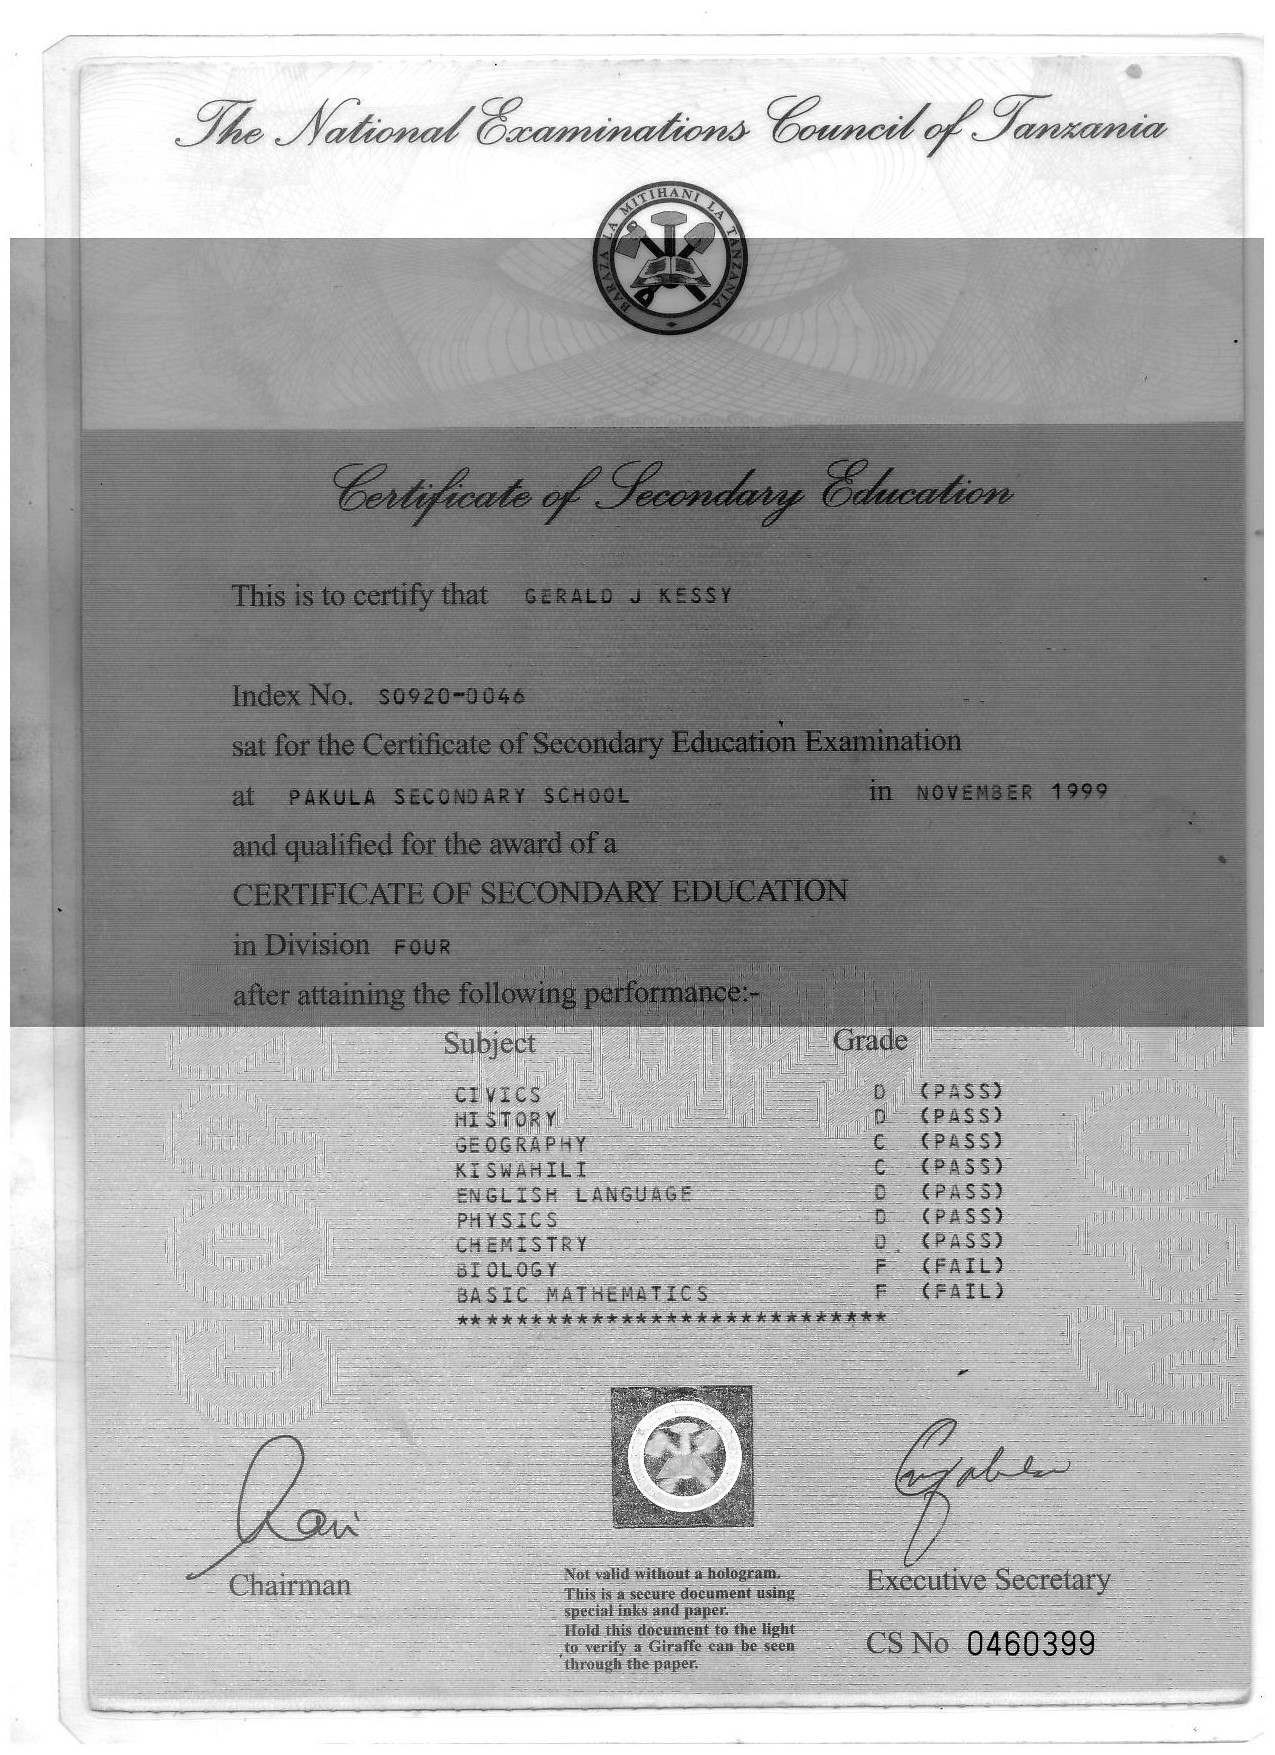 The National Examinations Council of Tanzania
BARAZA LA MITIHANI LA TANZANIA
Certificate of Secondary Education
This is to certify that GERALD J KESSY
Index No. S0920-0046
sat for the Certificate of Secondary Education Examination
at PAKULA SECONDARY SCHOOL in NOVEMBER 1999
and qualified for the award of a
CERTIFICATE OF SECONDARY EDUCATION
in Division FOUR
after attaining the following performance:-
Subject Grade
CIVICS D (PASS)
HISTORY D (PASS)
GEOGRAPHY C (PASS)
KISWAHILI C (PASS)
ENGLISH LANGUAGE D (PASS)
PHYSICS D (PASS)
CHEMISTRY D (PASS)
BIOLOGY F (FAIL)
BASIC MATHEMATICS F (FAIL)
*****************************
Chairman
Not valid without a hologram.
This is a secure document using
special inks and paper.
Hold this document to the light
to verify a Giraffe can be seen
through the paper.
Executive Secretary
CS No 0460399